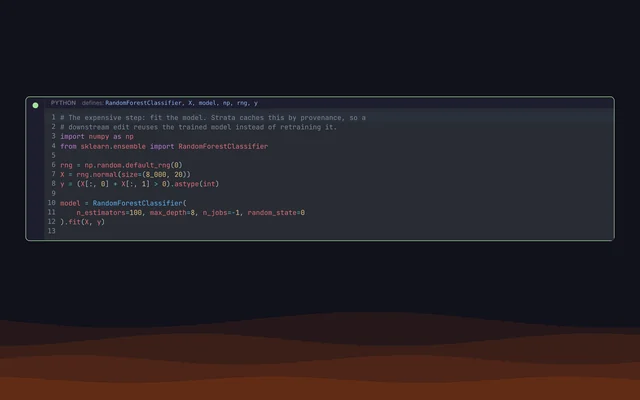 PYTHON defines: RandomForestClassifier, X, model, np, rng, y
1 # The expensive step: fit the model. Strata caches this by provenance, so a
2 # downstream edit reuses the trained model instead of retraining it.
3 import numpy as np
4 from sklearn.ensemble import RandomForestClassifier
5
6 rng = np.random.default_rng(0)
7 X = rng.normal(size=(8_000, 20))
8 y = (X[:, 0] + X[:, 1] > 0).astype(int)
9
10 model = RandomForestClassifier(
11     n_estimators=100, max_depth=8, n_jobs=-1, random_state=0
12 ).fit(X, y)
13